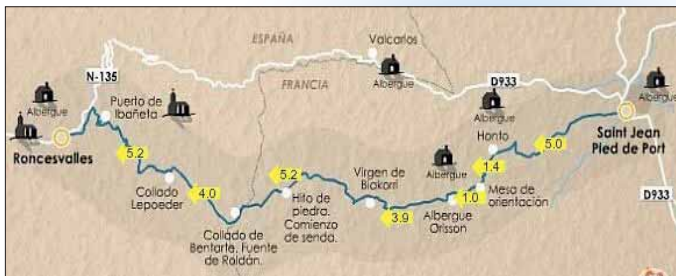 ESPAÑA
Valcarlos
N-135
FRANCIA
Albergue
D933
Albergue
Puerto de
Ibañeta
Albergue
Albergue
Honto
Saint Jean
Pied de Port
Roncesvalles
5.2
5.2
Virgen de
Biakorri
Albergue
1.4
5.0
Collado
Lepoeder
4.0
Hito de
piedra.
Comienzo
de senda.
3.9
1.0
Mesa de
orientación
D933
Collado de
Bentarte. Fuente
de Roldán.
Albergue
Orisson